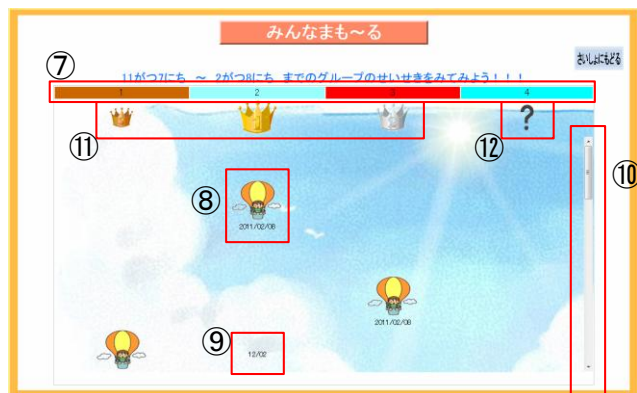 みんなまも～る
さいしょにもどる
⑦
11がつ7にち ～ 2がつ8にち までのグループのせいせきをみてみよう！！！
1 2 3 4
⑪ ? ⑫
⑩
⑧
2011/02/08
2011/02/08
⑨
12/02